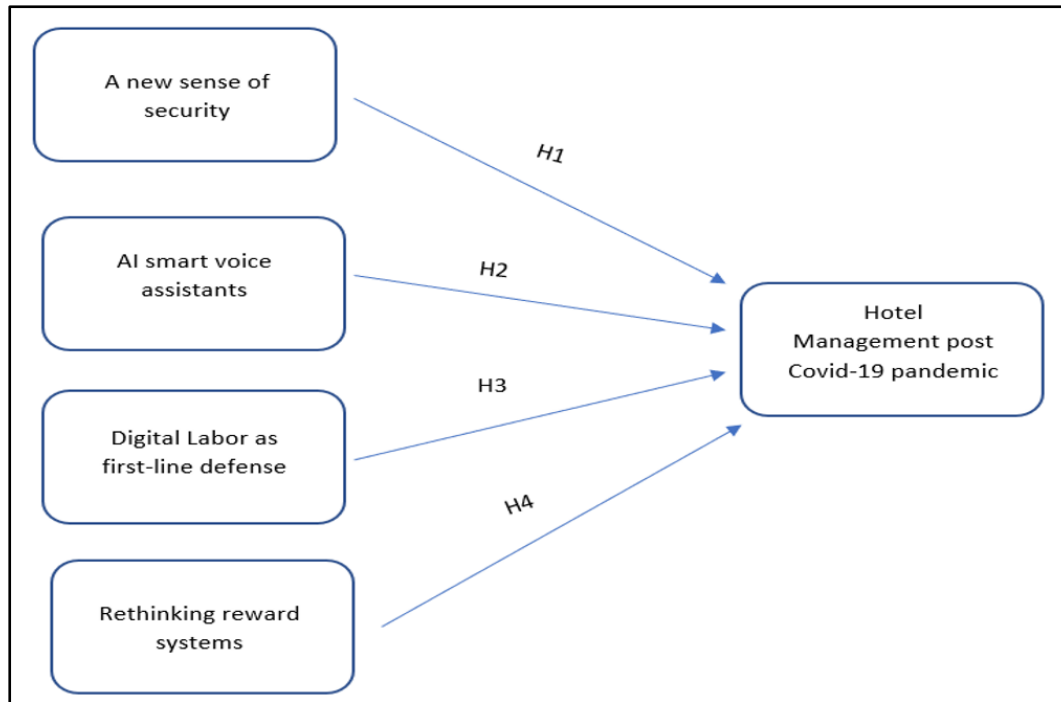 A new sense of
security
H1
AI smart voice
assistants
H2
Hotel
Management post
Covid-19 pandemic
H3
Digital Labor as
first-line defense
H4
Rethinking reward
systems